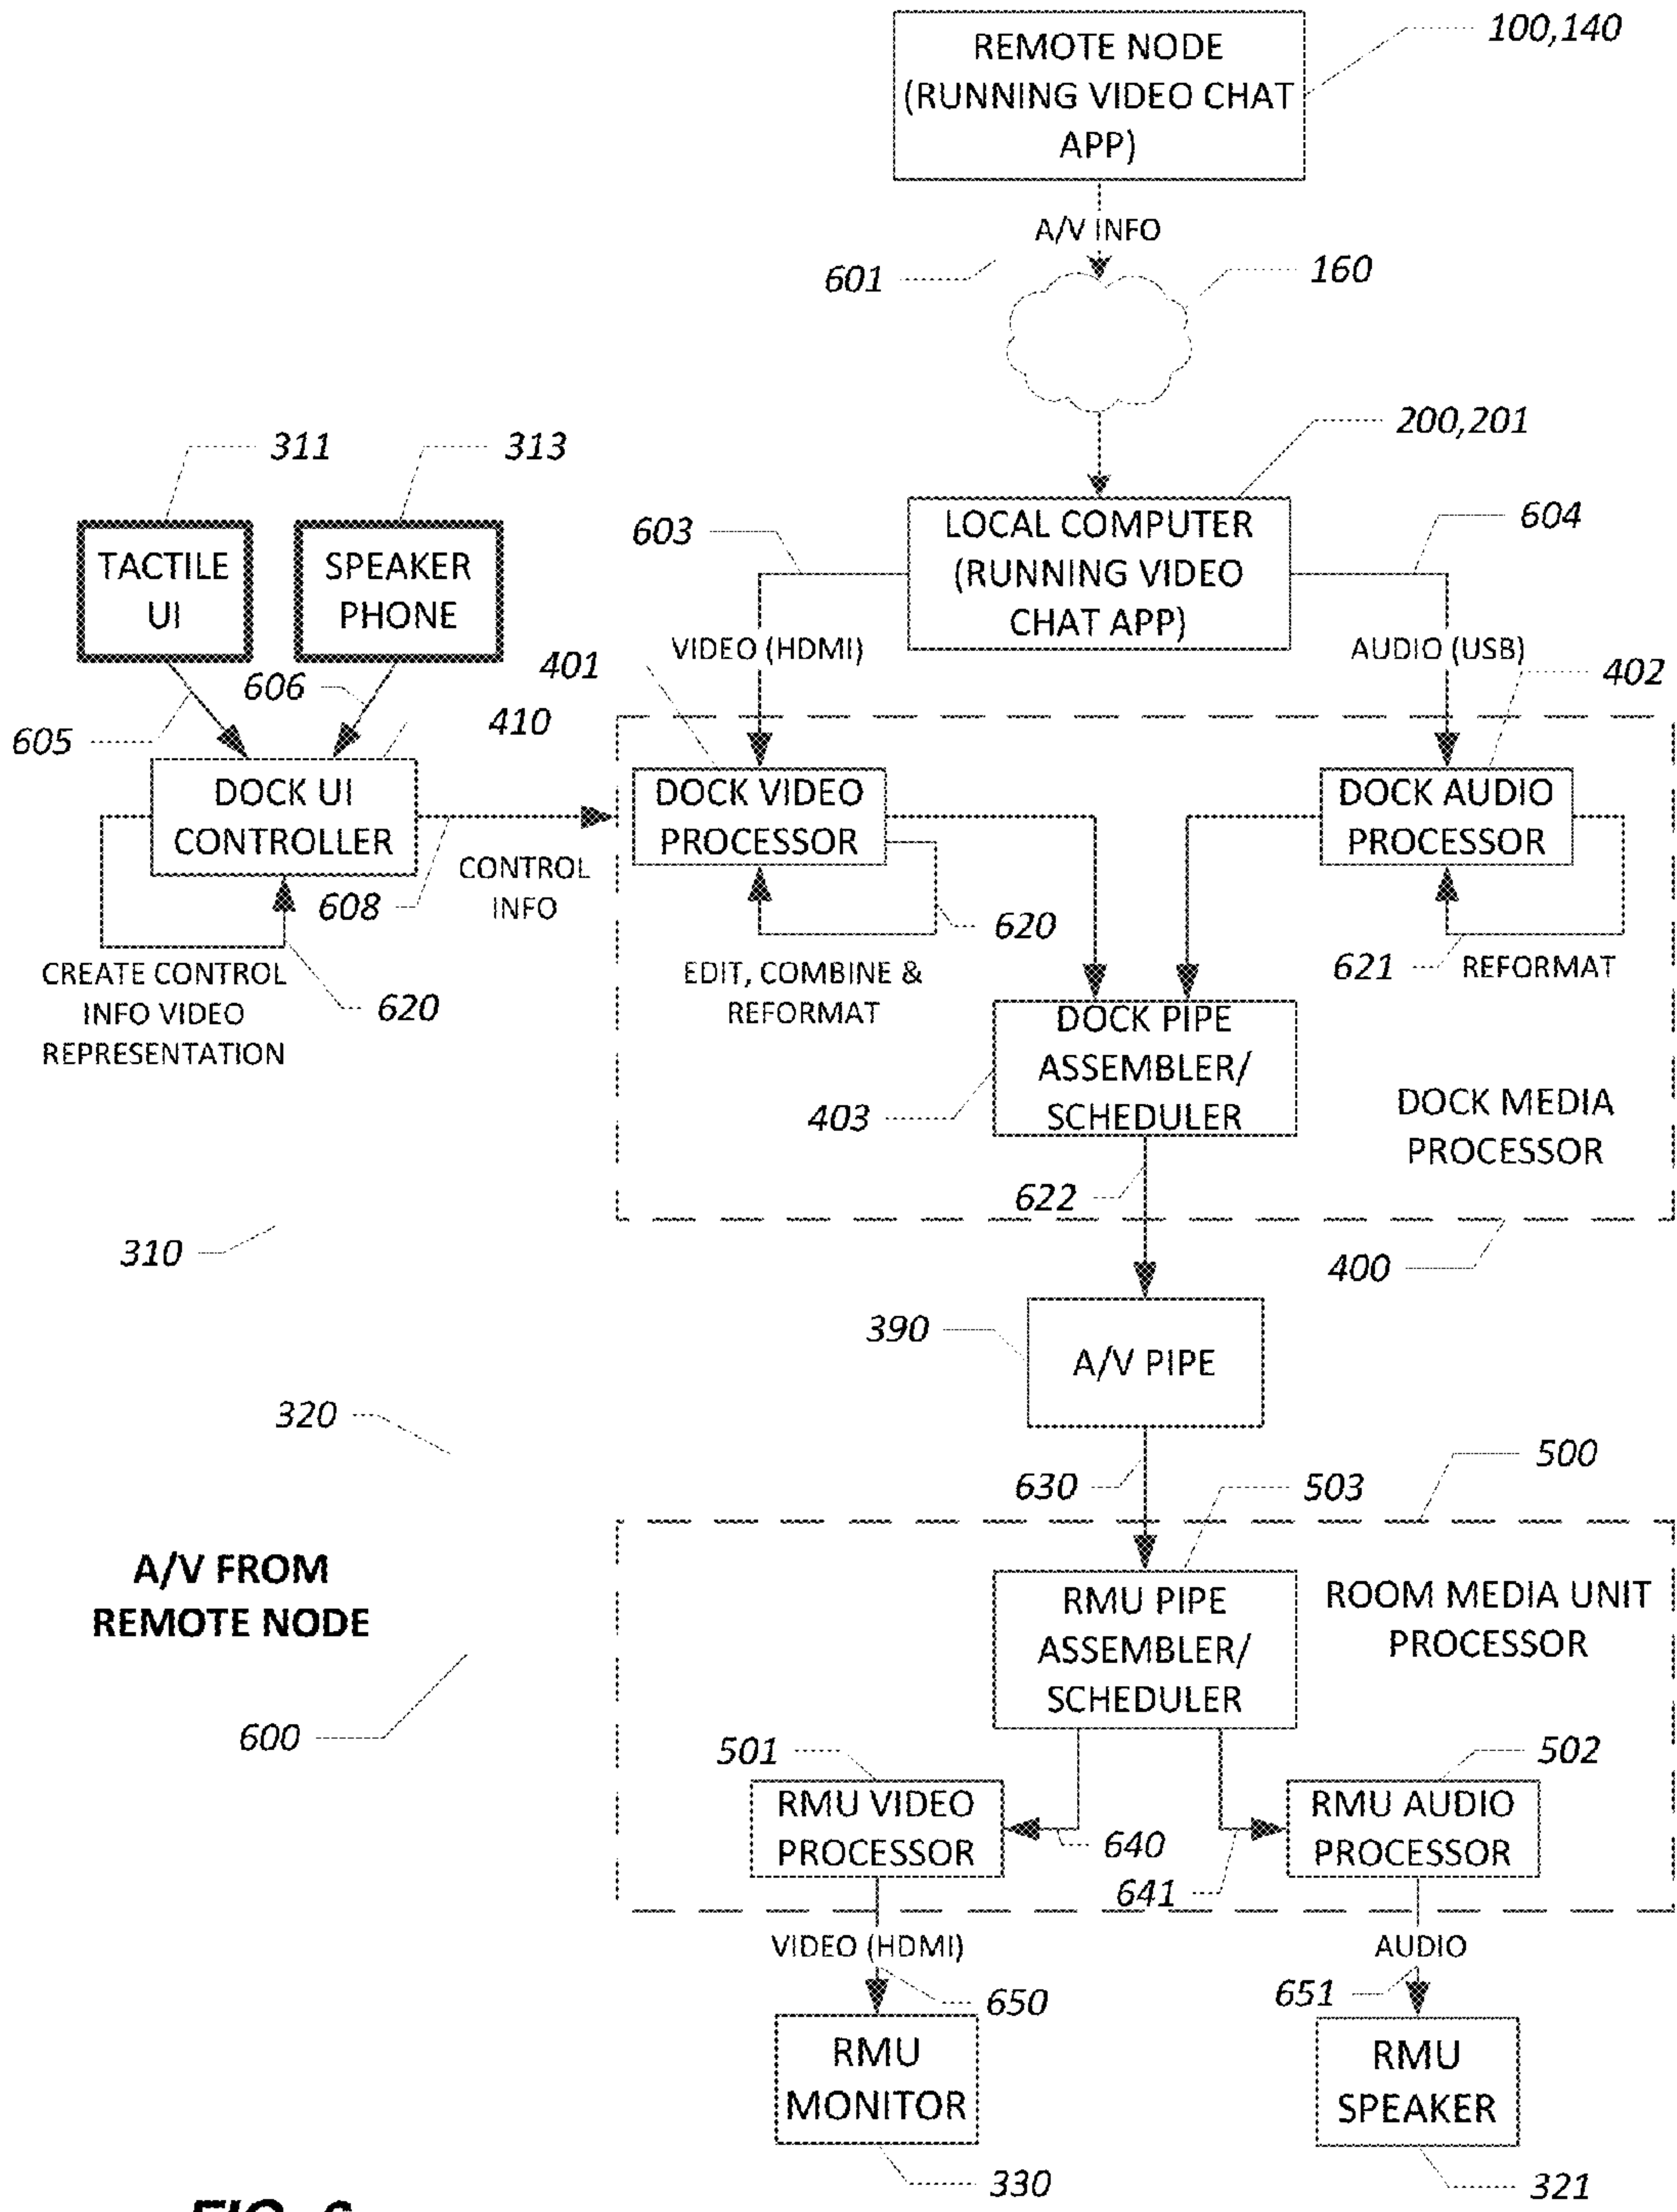 REMOTE NODE
(RUNNING VIDEO CHAT
APP)
100,140
A/V INFO
601
160
200,201
311
313
TACTILE
UI
SPEAKER
PHONE
603
LOCAL COMPUTER
(RUNNING VIDEO
CHAT APP)
604
VIDEO (HDMI)
AUDIO (USB)
401
402
605
606
410
DOCK UI
CONTROLLER
608
CONTROL
INFO
CREATE CONTROL
INFO VIDEO
REPRESENTATION
620
DOCK VIDEO
PROCESSOR
620
EDIT, COMBINE &
REFORMAT
DOCK AUDIO
PROCESSOR
621
REFORMAT
DOCK PIPE
ASSEMBLER/
SCHEDULER
403
DOCK MEDIA
PROCESSOR
622
310
400
390
A/V PIPE
320
630
500
503
A/V FROM
REMOTE NODE
600
RMU PIPE
ASSEMBLER/
SCHEDULER
ROOM MEDIA UNIT
PROCESSOR
501
502
RMU VIDEO
PROCESSOR
640
641
RMU AUDIO
PROCESSOR
VIDEO (HDMI)
AUDIO
650
651
RMU
MONITOR
RMU
SPEAKER
330
321